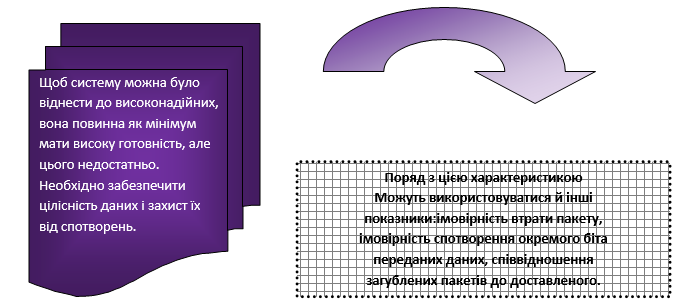 Щоб систему можна було
віднести до високонадійних,
вона повинна як мінімум
мати високу готовність, але
цього недостатньо.
Необхідно забезпечити
цілісність даних і захист їх
від спотворень.
Поряд з цією характеристикою
Можуть використовуватися й інші
показники:імовірність втрати пакету,
імовірність спотворення окремого біта
переданих даних, співвідношення
загублених пакетів до доставленого.